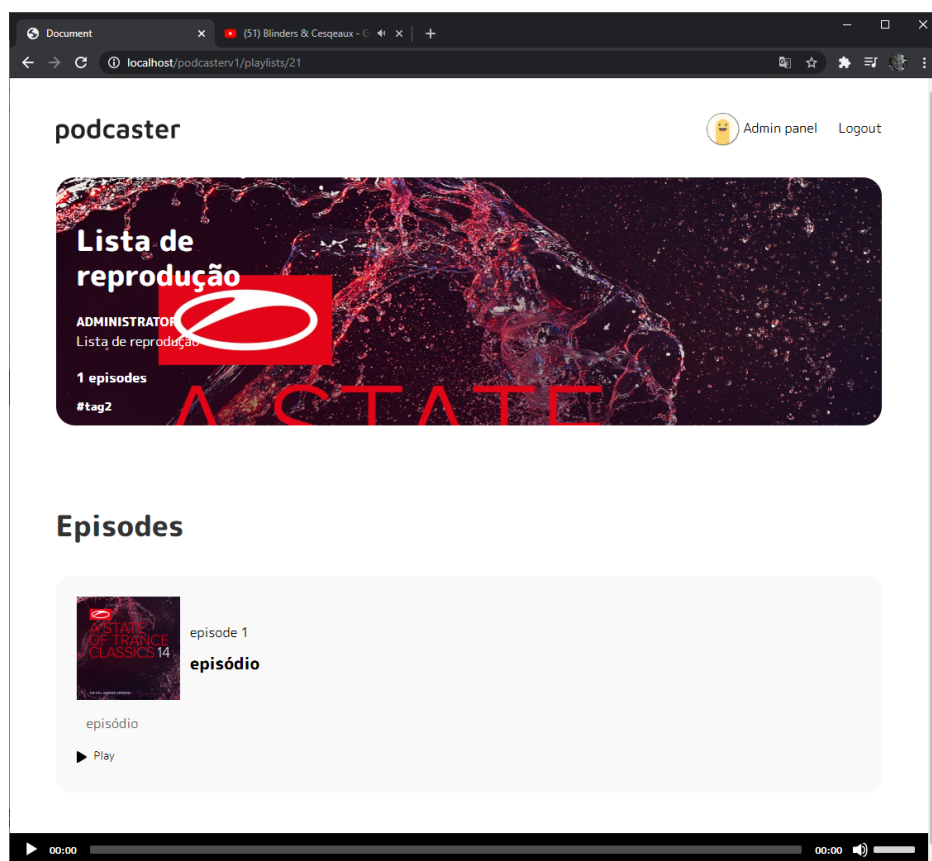 Document
(51) Blinders & Cesqeaux - G
localhost/podcasterv1/playlists/21
podcaster
Admin panel
Logout
Lista de
reprodução
ADMINISTRATOR
Lista de reprodução
1 episodes
#tag2
A STATE
Episodes
A STATE
OF TRANCE
CLASSICS 14
episode 1
episódio
episódio
Play
00:00
00:00